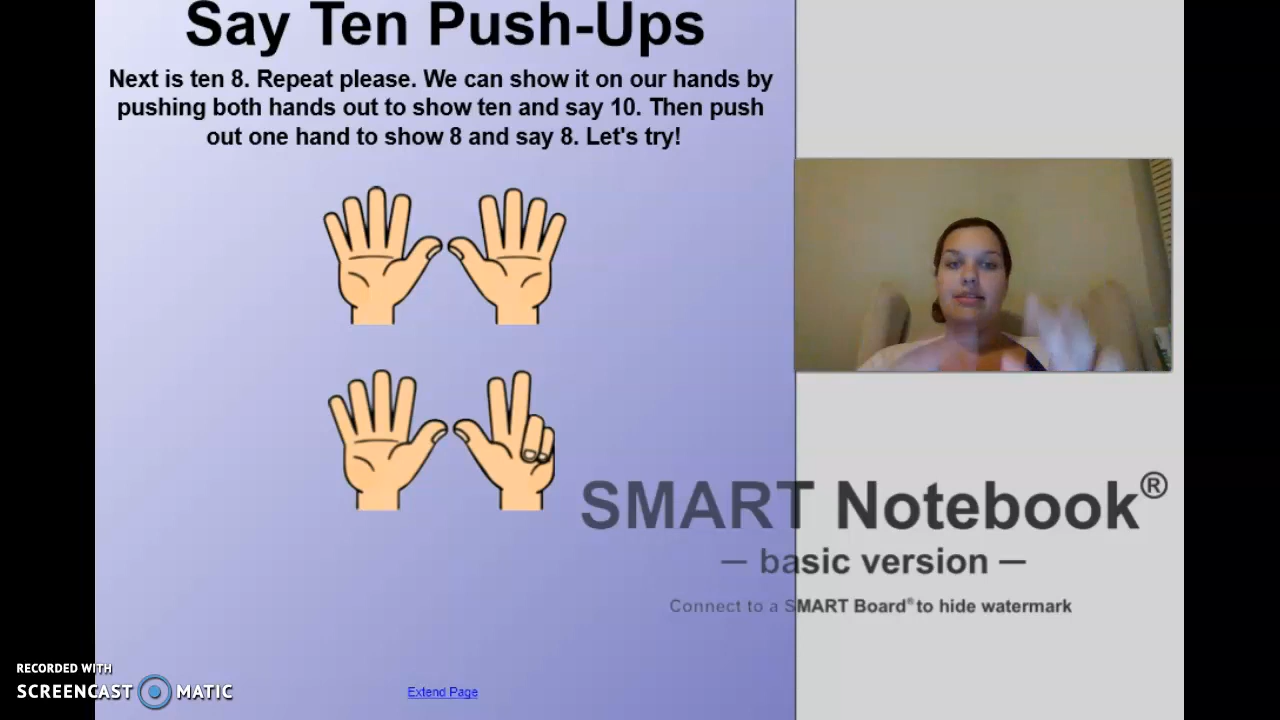 Say Ten Push-Ups
Next is ten 8. Repeat please. We can show it on our hands by
pushing both hands out to show ten and say 10. Then push
out one hand to show 8 and say 8. Let's try!
SMART Notebook®
— basic version —
Connect to a SMART Board® to hide watermark
RECORDED WITH
SCREENCAST MATIC
Extend Page